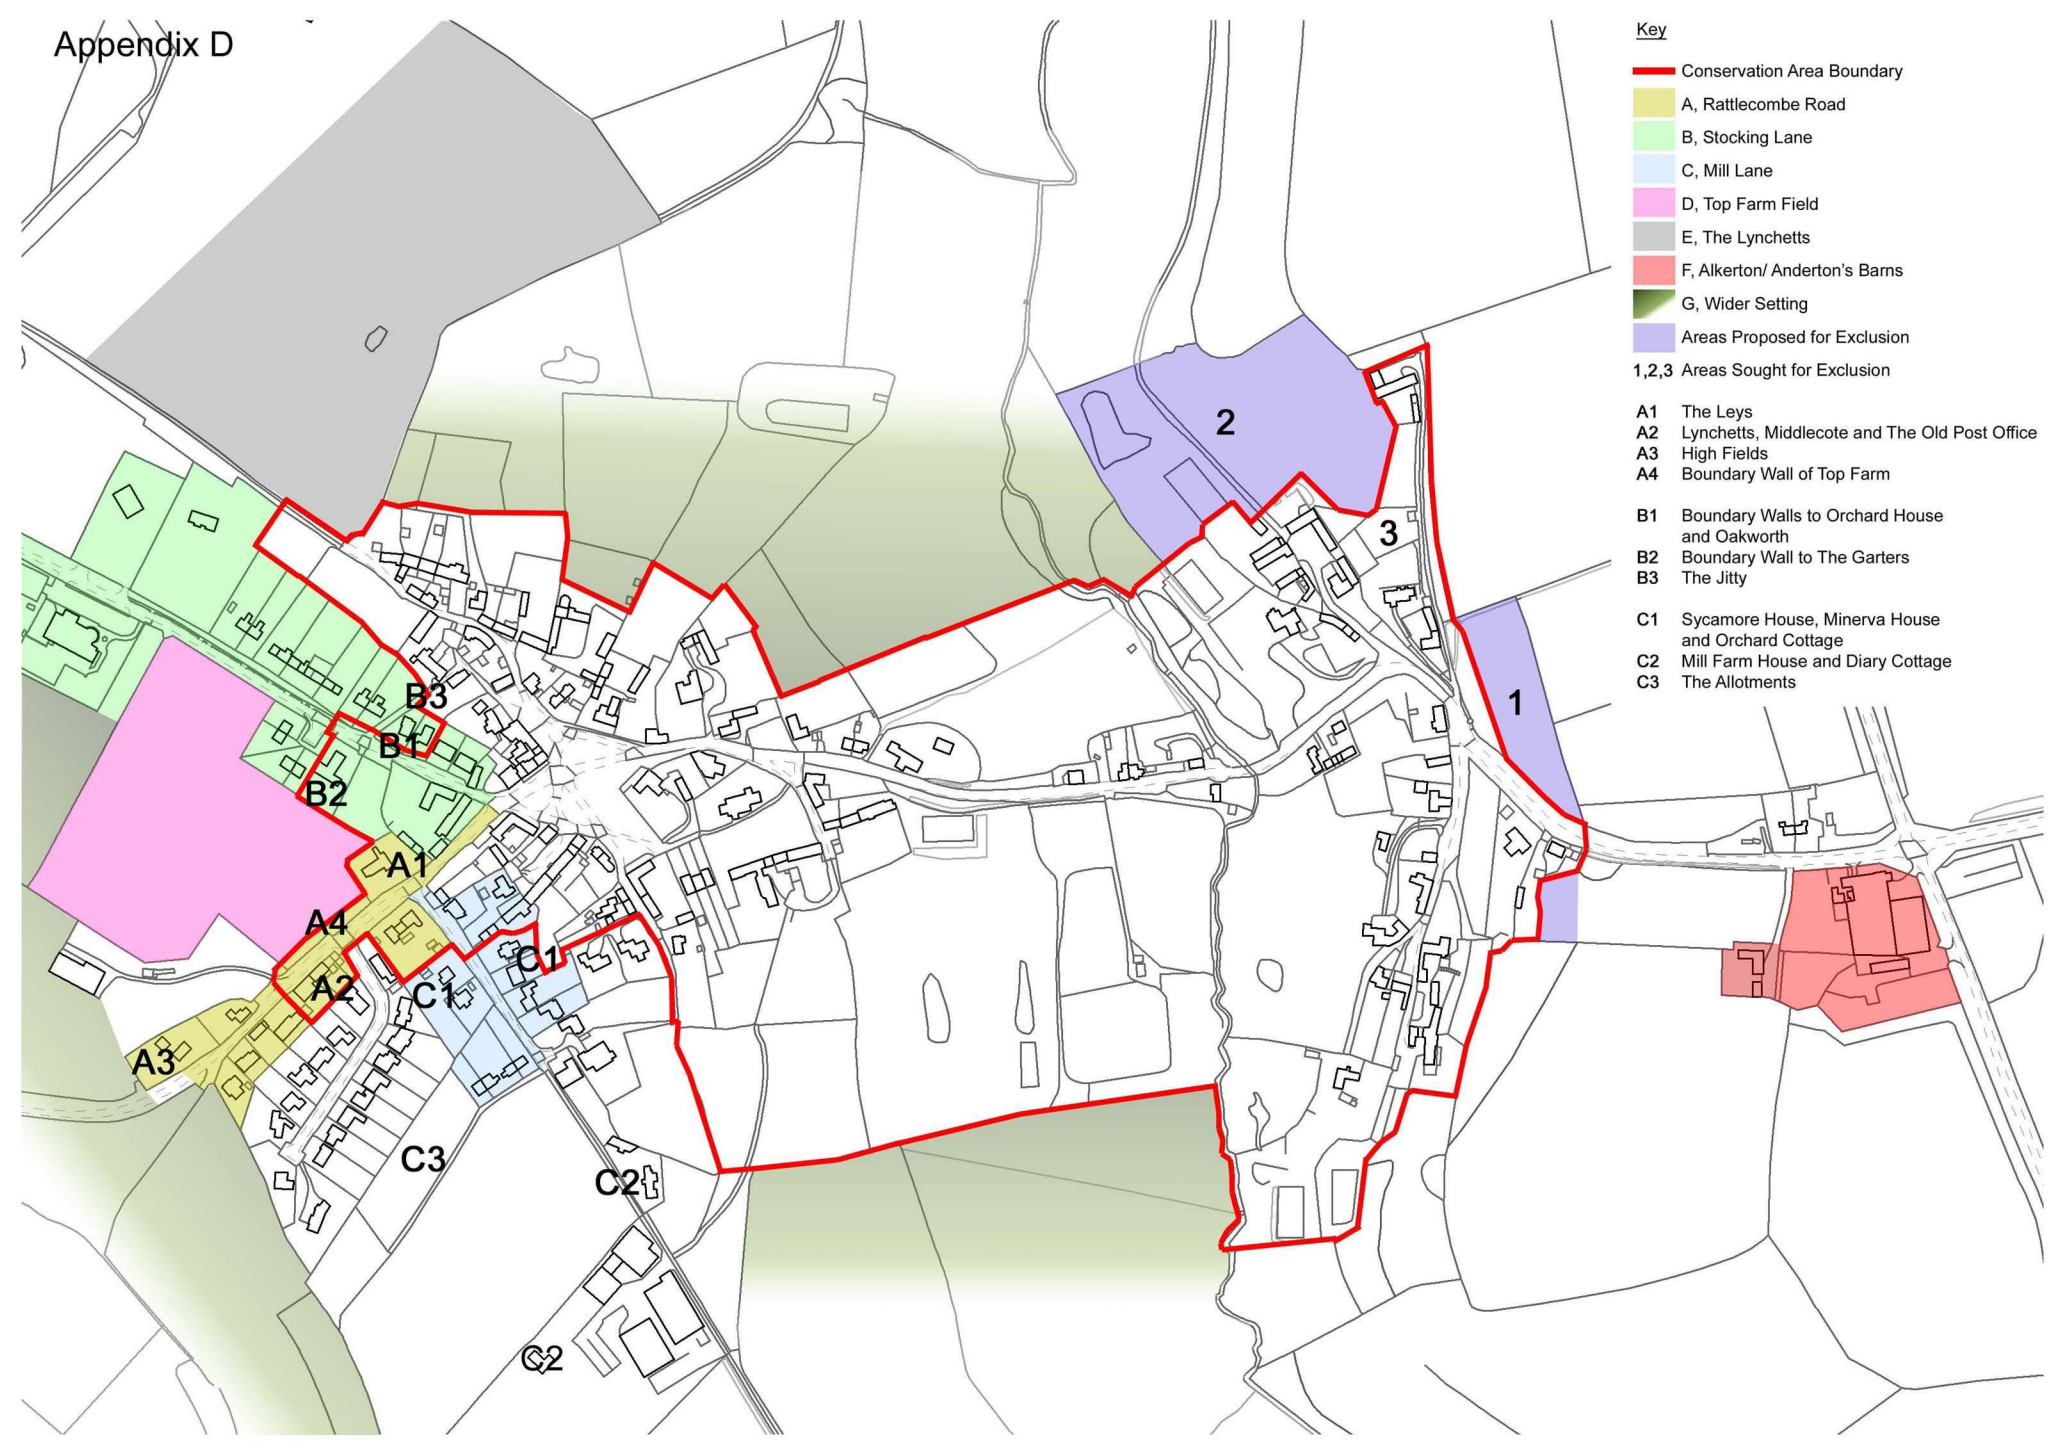 Appendix D
Key
Conservation Area Boundary
A, Rattlecombe Road
B, Stocking Lane
C, Mill Lane
D, Top Farm Field
E, The Lynchetts
F, Alkerton/ Anderton's Barns
G, Wider Setting
Areas Proposed for Exclusion
1,2,3 Areas Sought for Exclusion
A1 The Leys
A2 Lynchetts, Middlecote and The Old Post Office
A3 High Fields
A4 Boundary Wall of Top Farm
B1 Boundary Walls to Orchard House
and Oakworth
B2 Boundary Wall to The Garters
B3 The Jitty
C1 Sycamore House, Minerva House
and Orchard Cottage
C2 Mill Farm House and Diary Cottage
C3 The Allotments
2
3
1
B3
B1
B2
A1
A4
A2
A3
C1
C1
C3
C2
C2